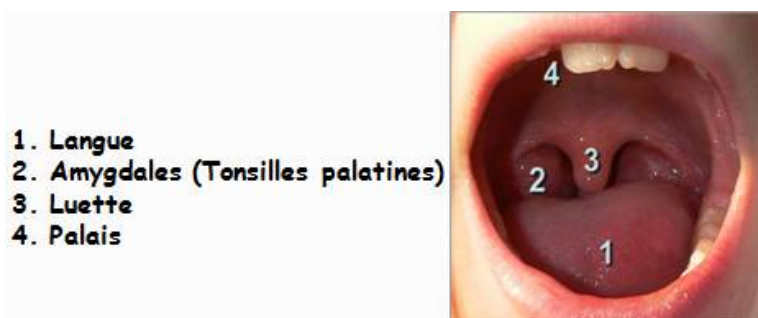 1. Langue
2. Amygdales (Tonsilles palatines)
3. Luette
4. Palais
4
3
2
1